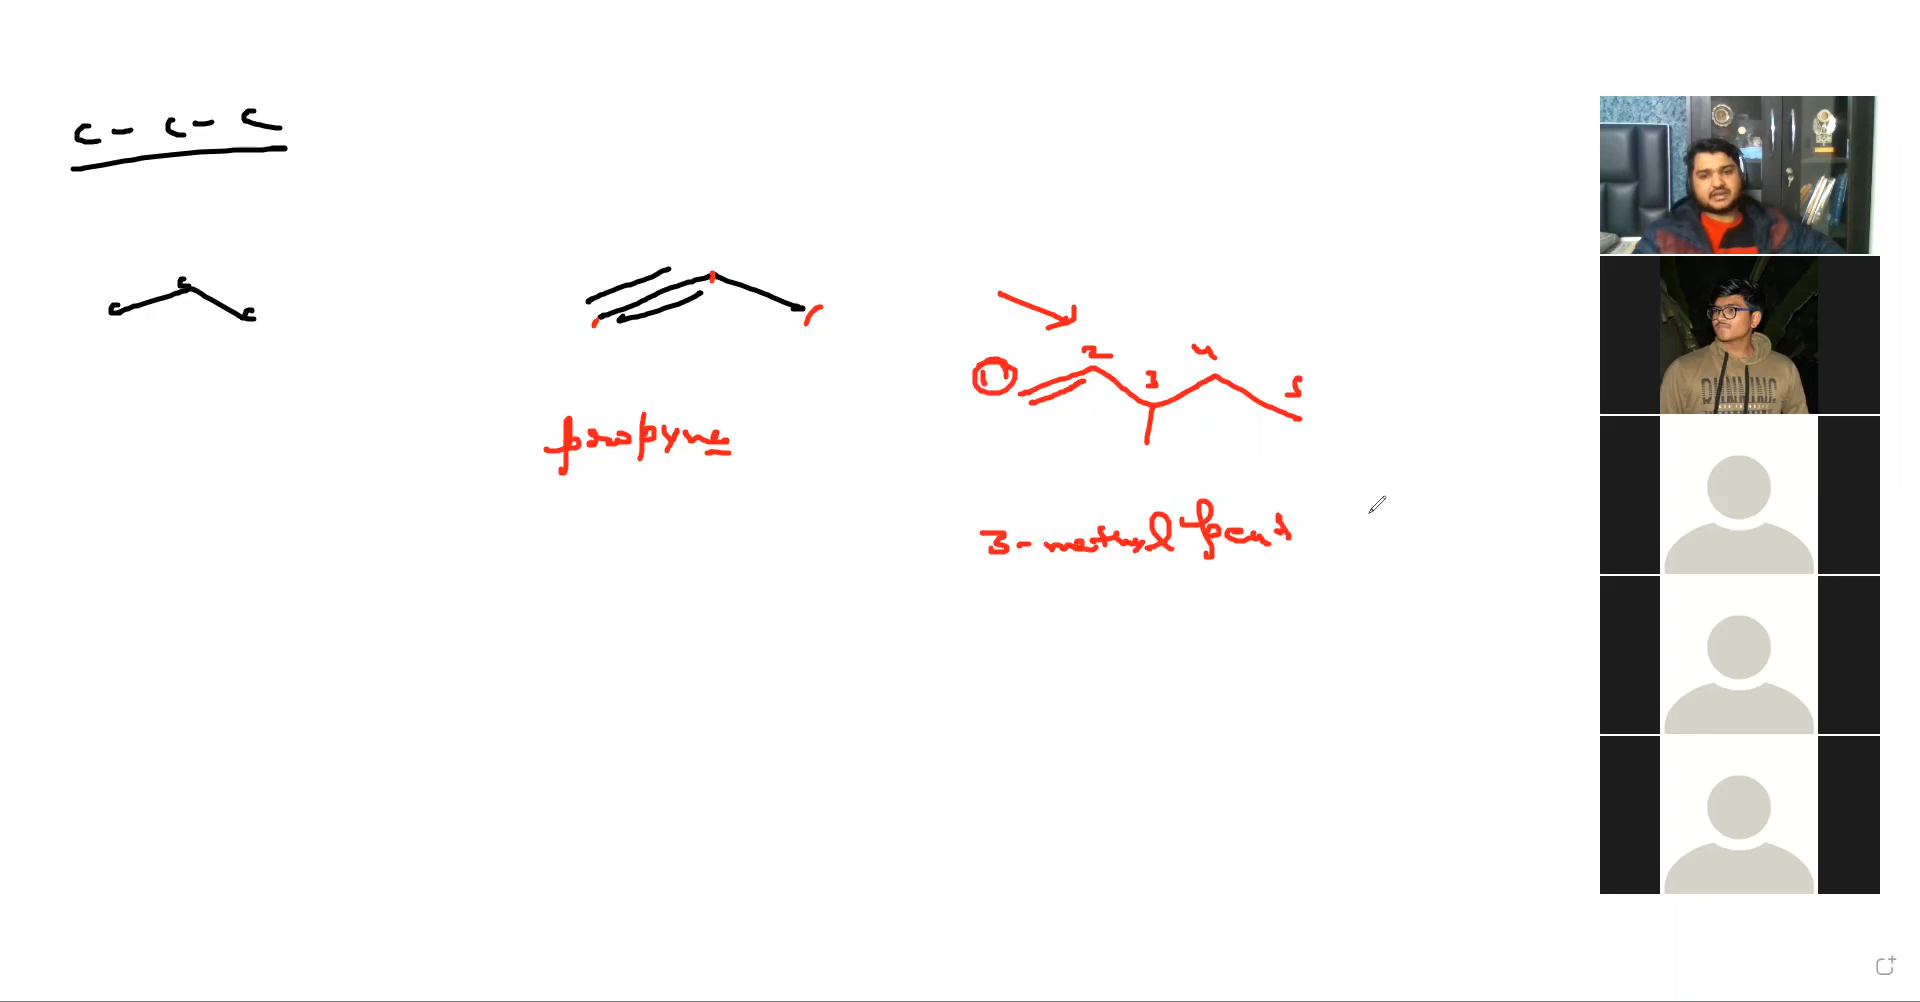 c - c - c
c c c
propyne
1 2 3 4 5
3-methyl pent